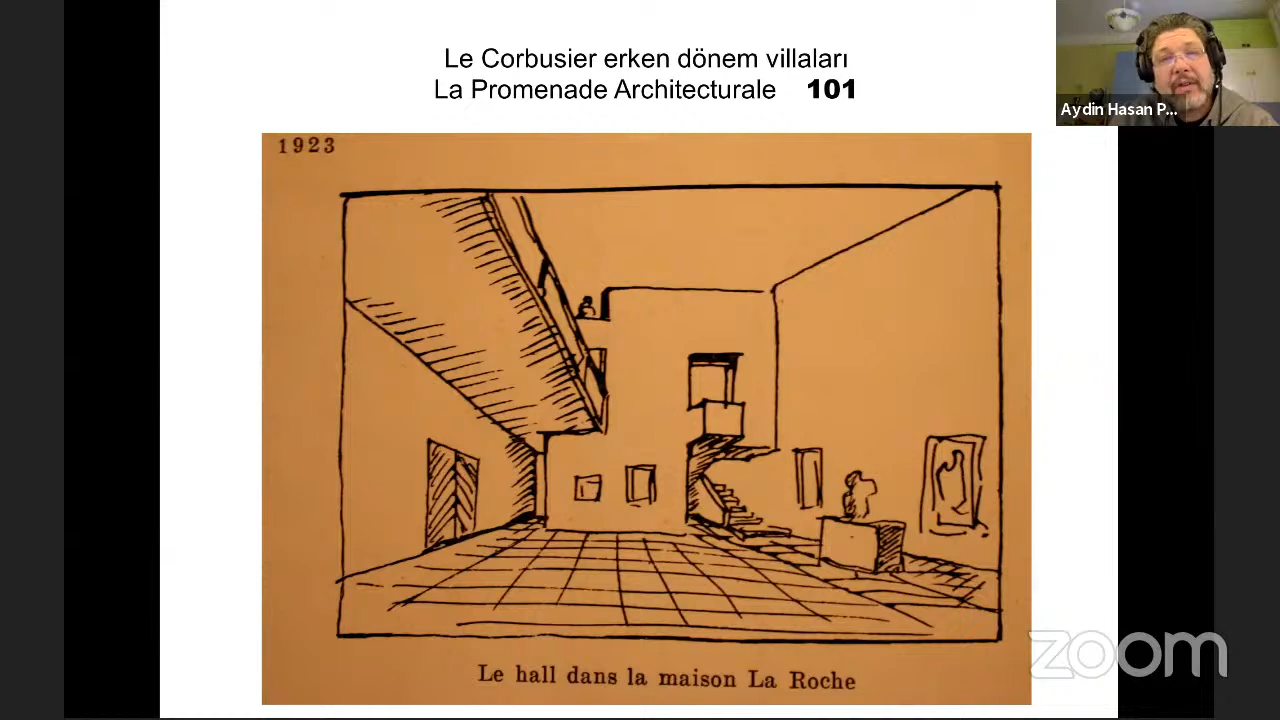 Le Corbusier erken dönem villaları
La Promenade Architecturale 101
Aydin Hasan P...
1923
Le hall dans la maison La Roche
zoom